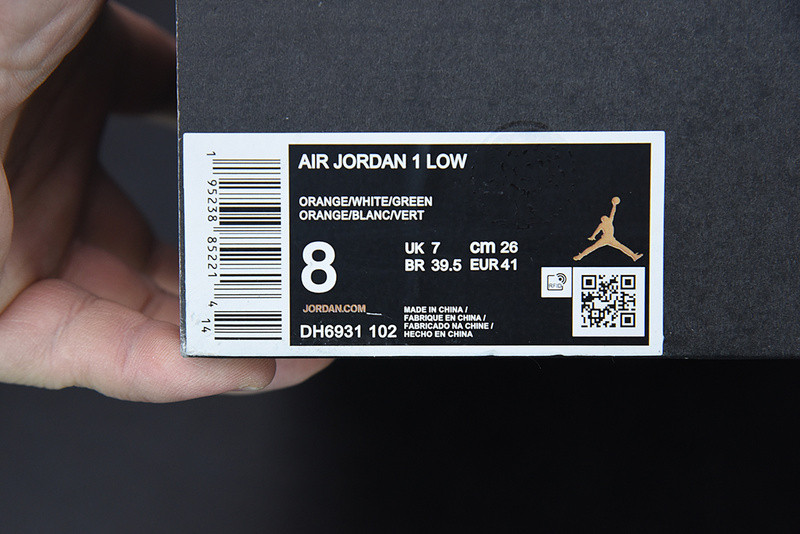 AIR JORDAN 1 LOW
ORANGE/WHITE/GREEN
ORANGE/BLANC/VERT
8
UK 7 cm 26
BR 39.5 EUR 41
JORDAN.COM
DH6931 102
MADE IN CHINA /
FABRIQUE EN CHINA /
FABRICADO NA CHINE /
HECHO EN CHINA
RFID
1 95238 85221 4 14